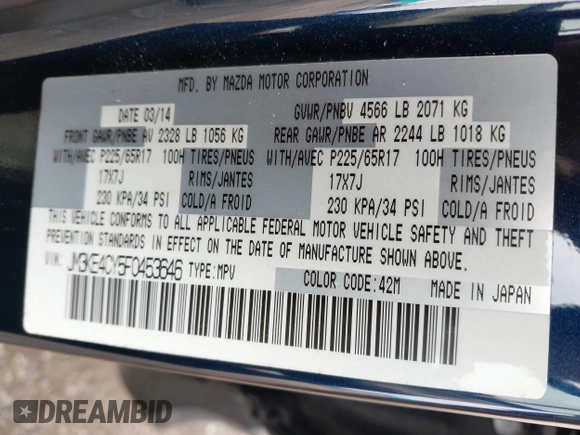 MFD. BY MAZDA MOTOR CORPORATION
DATE 03/14 GVWR/PNBV 4566 LB 2071 KG
FRONT GAWR/PNBE AV 2328 LB 1056 KG REAR GAWR/PNBE AR 2244 LB 1018 KG
WITH/AVEC P225/65R17 100H TIRES/PNEUS WITH/AVEC P225/65R17 100H TIRES/PNEUS
17X7J RIMS/JANTES 17X7J RIMS/JANTES
230 KPA/34 PSI COLD/A FROID 230 KPA/34 PSI COLD/A FROID
THIS VEHICLE CONFORMS TO ALL APPLICABLE FEDERAL MOTOR VEHICLE SAFETY AND THEFT
PREVENTION STANDARDS IN EFFECT ON THE DATE OF MANUFACTURE SHOWN ABOVE.
VIN: JM3KE4CY5F0453646 TYPE:MPV
COLOR CODE:42M MADE IN JAPAN
DREAMBID